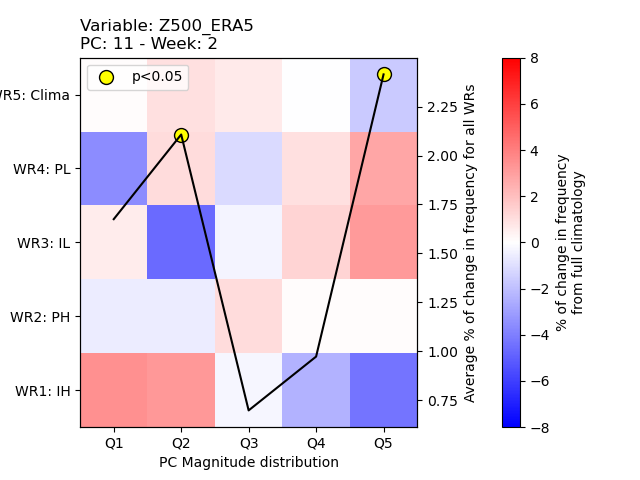 Variable: Z500_ERA5
PC: 11 - Week: 2
p<0.05
WR5: Clima
WR4: PL
WR3: IL
WR2: PH
WR1: IH
Q1 Q2 Q3 Q4 Q5
PC Magnitude distribution
2.25
2.00
1.75
1.50
1.25
1.00
0.75
Average % of change in frequency for all WRs
8
6
4
2
0
−2
−4
−6
−8
% of change in frequency
from full climatology